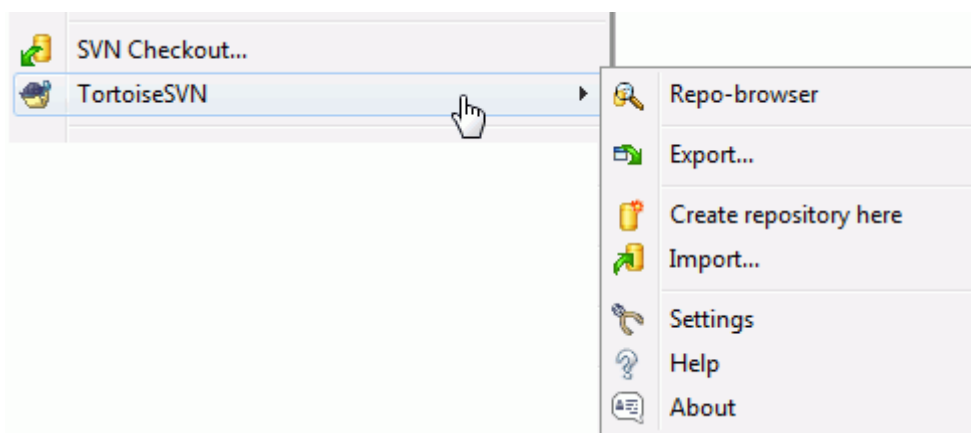 SVN Checkout...
TortoiseSVN
Repo-browser
Export...
Create repository here
Import...
Settings
Help
About